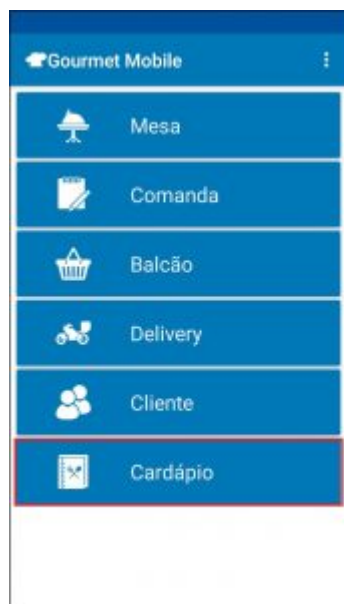 Gourmet Mobile
Mesa
Comanda
Balcão
Delivery
Cliente
Cardápio